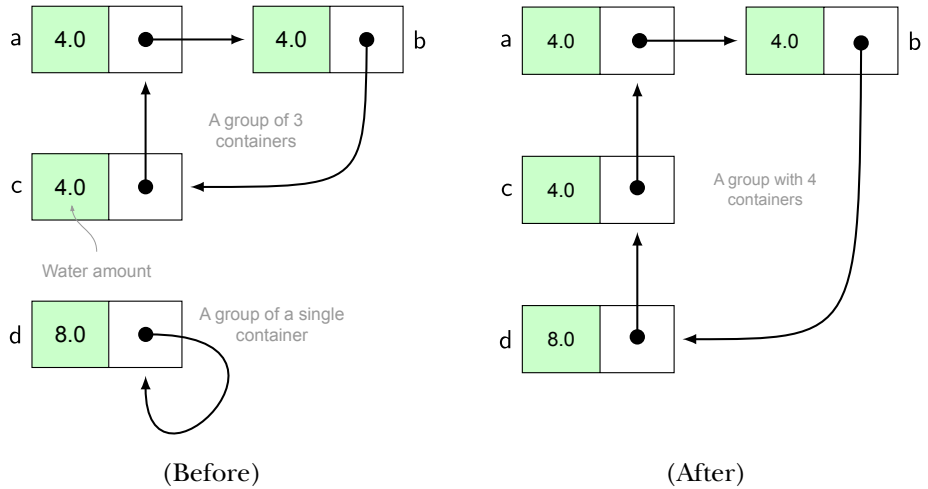 a
4.0
4.0
b
A group of 3
containers
c
4.0
Water amount
d
8.0
A group of a single
container
(Before)
a
4.0
4.0
b
c
4.0
A group with 4
containers
d
8.0
(After)